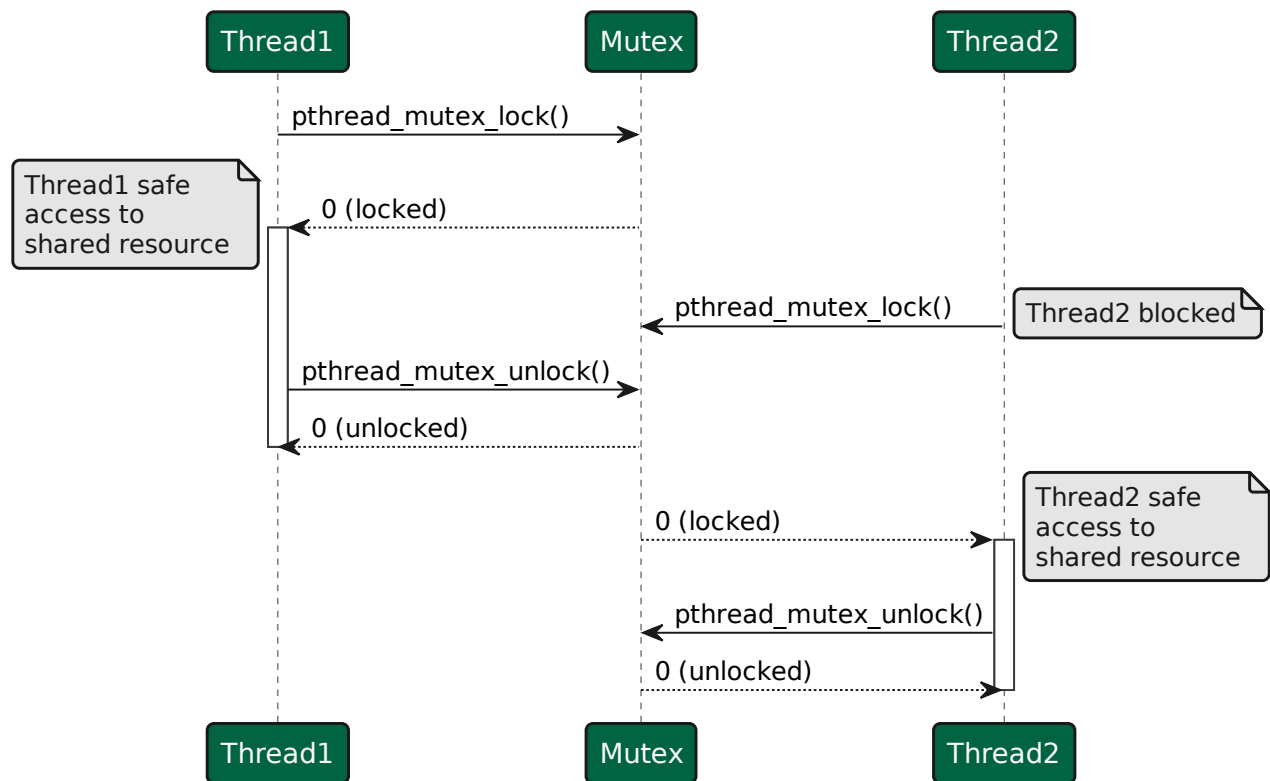 Thread1
Mutex
Thread2
pthread_mutex_lock()
Thread1 safe
access to
shared resource
0 (locked)
pthread_mutex_lock()
Thread2 blocked
pthread_mutex_unlock()
0 (unlocked)
Thread2 safe
access to
shared resource
0 (locked)
pthread_mutex_unlock()
0 (unlocked)
Thread1
Mutex
Thread2